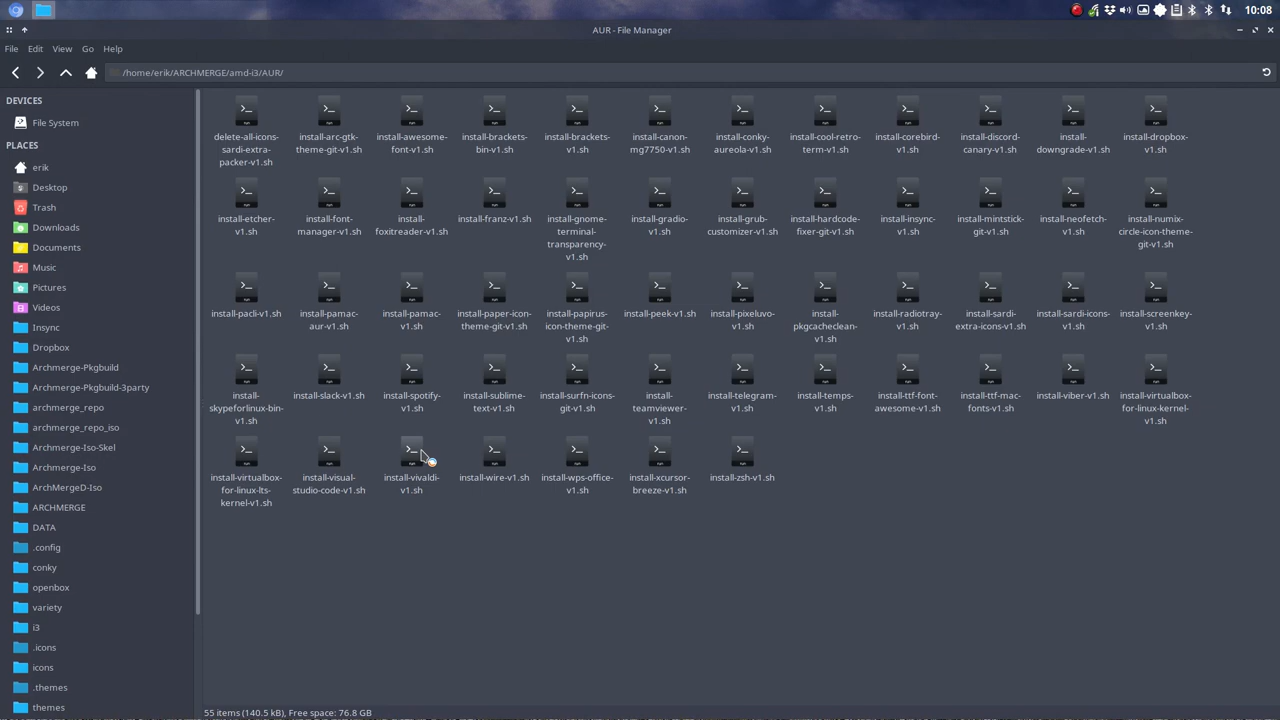 10:08
AUR - File Manager
File Edit View Go Help
/home/erik/ARCHMERGE/amd-i3/AUR/
DEVICES
File System
PLACES
erik
Desktop
Trash
Downloads
Documents
Music
Pictures
Videos
Insync
Dropbox
Archmerge-Pkgbuild
Archmerge-Pkgbuild-3party
archmerge_repo
archmerge_repo_iso
Archmerge-Iso-Skel
Archmerge-Iso
ArchMergeD-Iso
ARCHMERGE
DATA
.config
conky
openbox
variety
i3
.icons
icons
.themes
themes
delete-all-icons-
sardi-extra-
packer-v1.sh
install-arc-gtk-
theme-git-v1.sh
install-awesome-
font-v1.sh
install-brackets-
bin-v1.sh
install-brackets-
v1.sh
install-canon-
mg7750-v1.sh
install-conky-
aureola-v1.sh
install-cool-retro-
term-v1.sh
install-corebird-
v1.sh
install-discord-
canary-v1.sh
install-
downgrade-v1.sh
install-dropbox-
v1.sh
install-etcher-
v1.sh
install-font-
manager-v1.sh
install-
foxitreader-v1.sh
install-franz-v1.sh
install-gnome-
terminal-
transparency-
v1.sh
install-gradio-
v1.sh
install-grub-
customizer-v1.sh
install-hardcode-
fixer-git-v1.sh
install-insync-
v1.sh
install-mintstick-
git-v1.sh
install-neofetch-
v1.sh
install-numix-
circle-icon-theme-
git-v1.sh
install-pacli-v1.sh
install-pamac-
aur-v1.sh
install-pamac-
v1.sh
install-paper-icon-
theme-git-v1.sh
install-papirus-
icon-theme-git-
v1.sh
install-peek-v1.sh
install-pixeluvo-
v1.sh
install-
pkgcacheclean-
v1.sh
install-radiotray-
v1.sh
install-sardi-
extra-icons-v1.sh
install-sardi-icons-
v1.sh
install-screenkey-
v1.sh
install-
skypeforlinux-bin-
v1.sh
install-slack-v1.sh
install-spotify-
v1.sh
install-sublime-
text-v1.sh
install-surfn-icons-
git-v1.sh
install-
teamviewer-
v1.sh
install-telegram-
v1.sh
install-temps-
v1.sh
install-ttf-font-
awesome-v1.sh
install-ttf-mac-
fonts-v1.sh
install-viber-v1.sh
install-virtualbox-
for-linux-kernel-
v1.sh
install-virtualbox-
for-linux-lts-
kernel-v1.sh
install-visual-
studio-code-v1.sh
install-vivaldi-
v1.sh
install-wire-v1.sh
install-wps-office-
v1.sh
install-xcursor-
breeze-v1.sh
install-zsh-v1.sh
55 items (140.5 kB), Free space: 76.8 GB